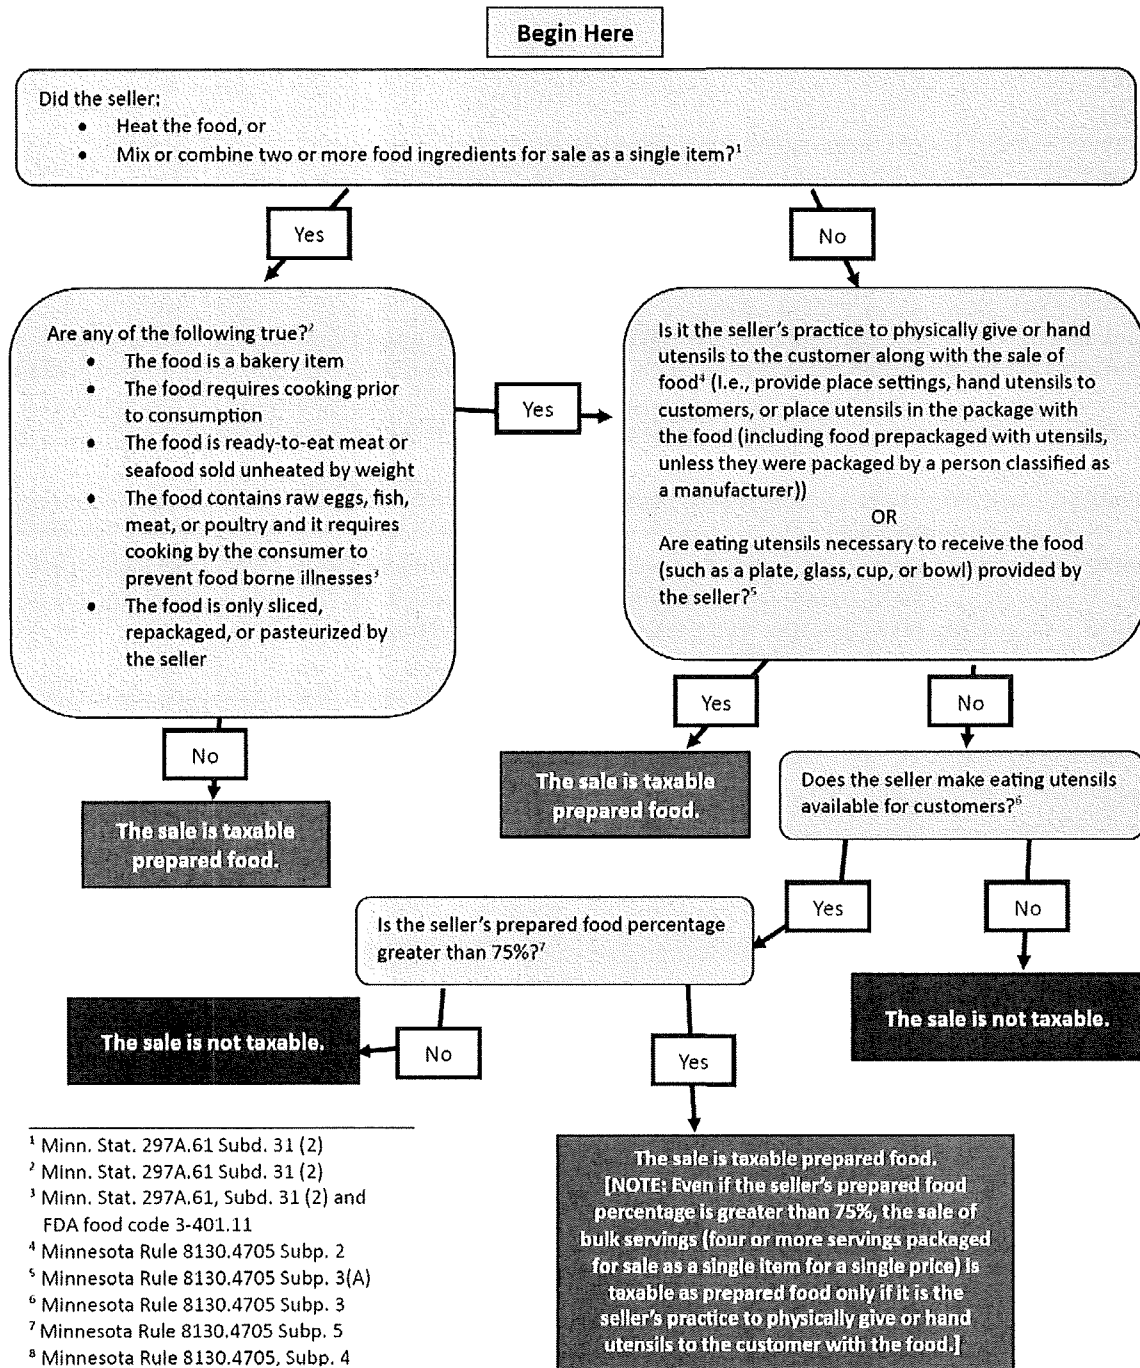 Begin Here
Did the seller:
• Heat the food, or
• Mix or combine two or more food ingredients for sale as a single item?¹
Yes
No
Are any of the following true?²
• The food is a bakery item
• The food requires cooking prior
to consumption
• The food is ready-to-eat meat or
seafood sold unheated by weight
• The food contains raw eggs, fish,
meat, or poultry and it requires
cooking by the consumer to
prevent food borne illnesses³
• The food is only sliced,
repackaged, or pasteurized by
the seller
Yes
Is it the seller's practice to physically give or hand
utensils to the customer along with the sale of
food⁴ (I.e., provide place settings, hand utensils to
customers, or place utensils in the package with
the food (including food prepackaged with utensils,
unless they were packaged by a person classified as
a manufacturer))
OR
Are eating utensils necessary to receive the food
(such as a plate, glass, cup, or bowl) provided by
the seller?⁵
No
The sale is taxable
prepared food.
Yes
The sale is taxable
prepared food.
No
Does the seller make eating utensils
available for customers?⁶
Yes
No
Is the seller's prepared food percentage
greater than 75%?⁷
The sale is not taxable.
No
The sale is not taxable.
Yes
The sale is taxable prepared food.
[NOTE: Even if the seller's prepared food
percentage is greater than 75%, the sale of
bulk servings (four or more servings packaged
for sale as a single item for a single price) is
taxable as prepared food only if it is the
seller's practice to physically give or hand
utensils to the customer with the food.]
¹ Minn. Stat. 297A.61 Subd. 31 (2)
² Minn. Stat. 297A.61 Subd. 31 (2)
³ Minn. Stat. 297A.61, Subd. 31 (2) and
FDA food code 3-401.11
⁴ Minnesota Rule 8130.4705 Subp. 2
⁵ Minnesota Rule 8130.4705 Subp. 3(A)
⁶ Minnesota Rule 8130.4705 Subp. 3
⁷ Minnesota Rule 8130.4705 Subp. 5
⁸ Minnesota Rule 8130.4705, Subp. 4